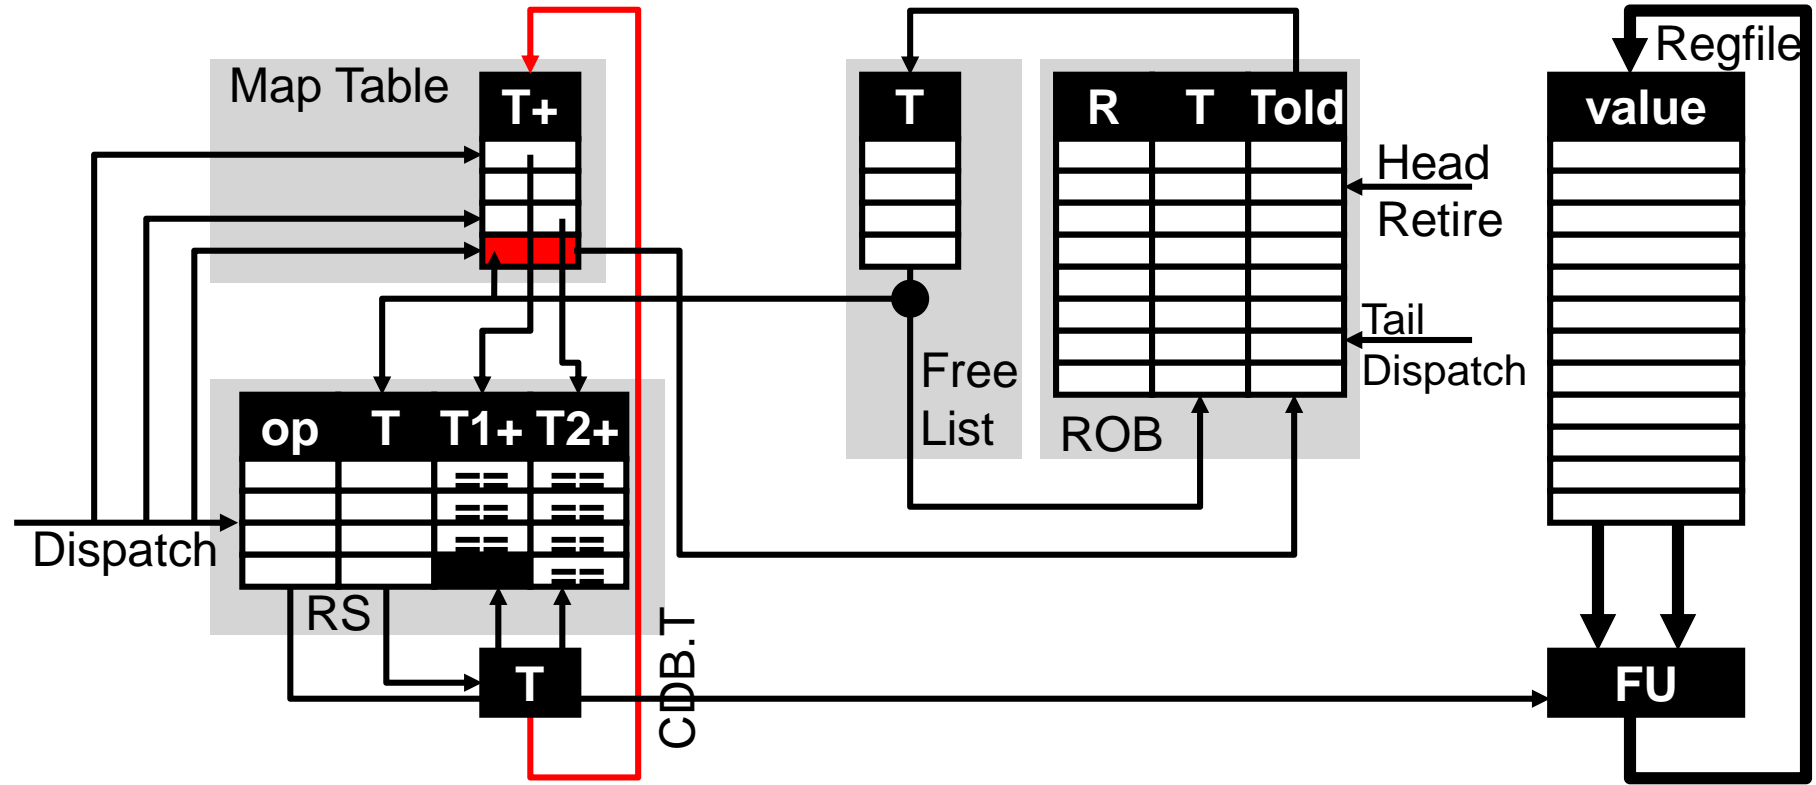 Regfile
Map Table
T+
T
R T Told
value
Head
Retire
Tail
Dispatch
Free
List
ROB
op T T1+ T2+
== ==
== ==
== ==
== ==
Dispatch
RS
CDB.T
T
FU